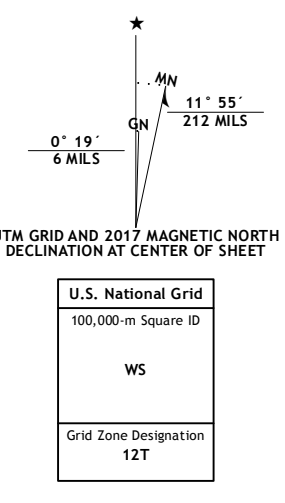 MN
11° 55´
212 MILS
GN
0° 19´
6 MILS
UTM GRID AND 2017 MAGNETIC NORTH
DECLINATION AT CENTER OF SHEET
U.S. National Grid
100,000-m Square ID
WS
Grid Zone Designation
12T